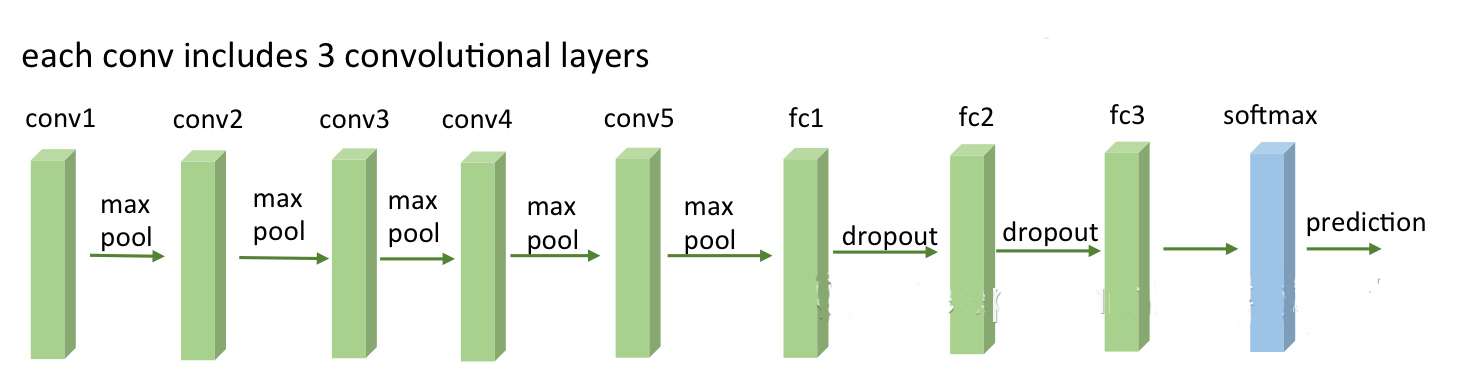 each conv includes 3 convolutional layers
conv1 conv2 conv3 conv4 conv5 fc1 fc2 fc3 softmax
max max max max max
pool pool pool pool pool
dropout dropout prediction